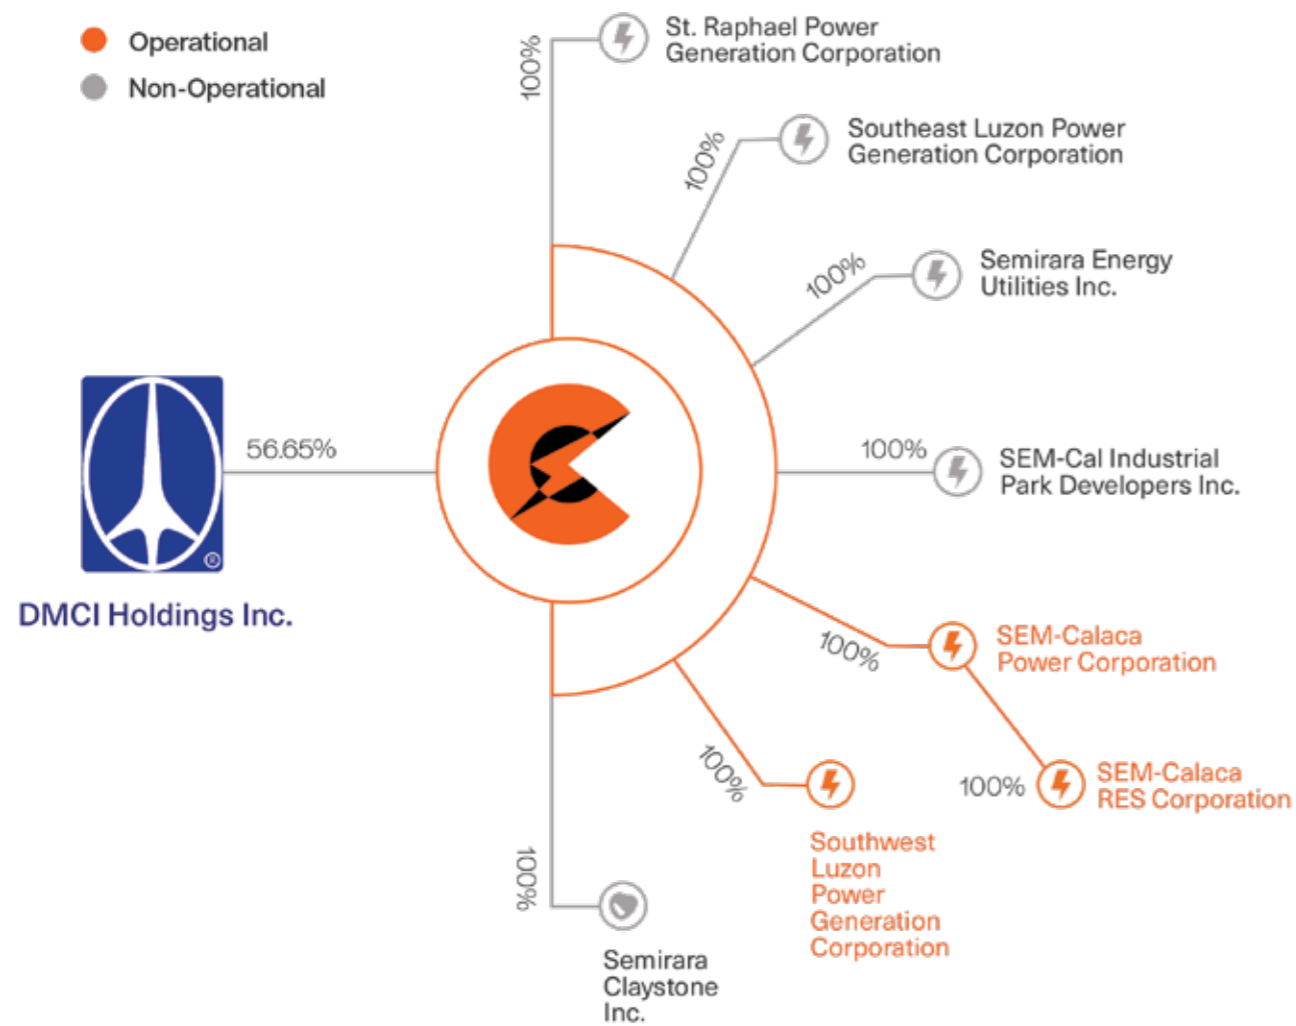 Operational
Non-Operational
100%
St. Raphael Power
Generation Corporation
100%
Southeast Luzon Power
Generation Corporation
100%
Semirara Energy
Utilities Inc.
56.65%
®
DMCI Holdings Inc.
100%
SEM-Cal Industrial
Park Developers Inc.
100%
SEM-Calaca
Power Corporation
100%
SEM-Calaca
RES Corporation
100%
Southwest
Luzon
Power
Generation
Corporation
100%
Semirara
Claystone
Inc.